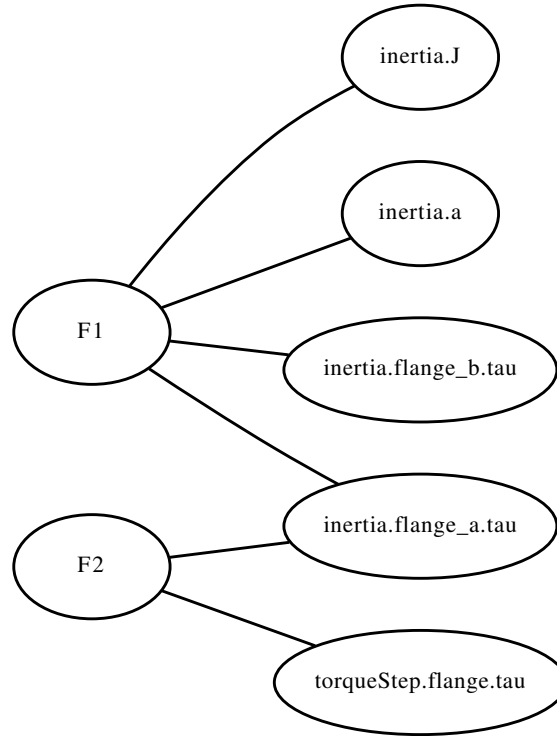 inertia.J
inertia.a
F1
inertia.flange_b.tau
inertia.flange_a.tau
F2
torqueStep.flange.tau